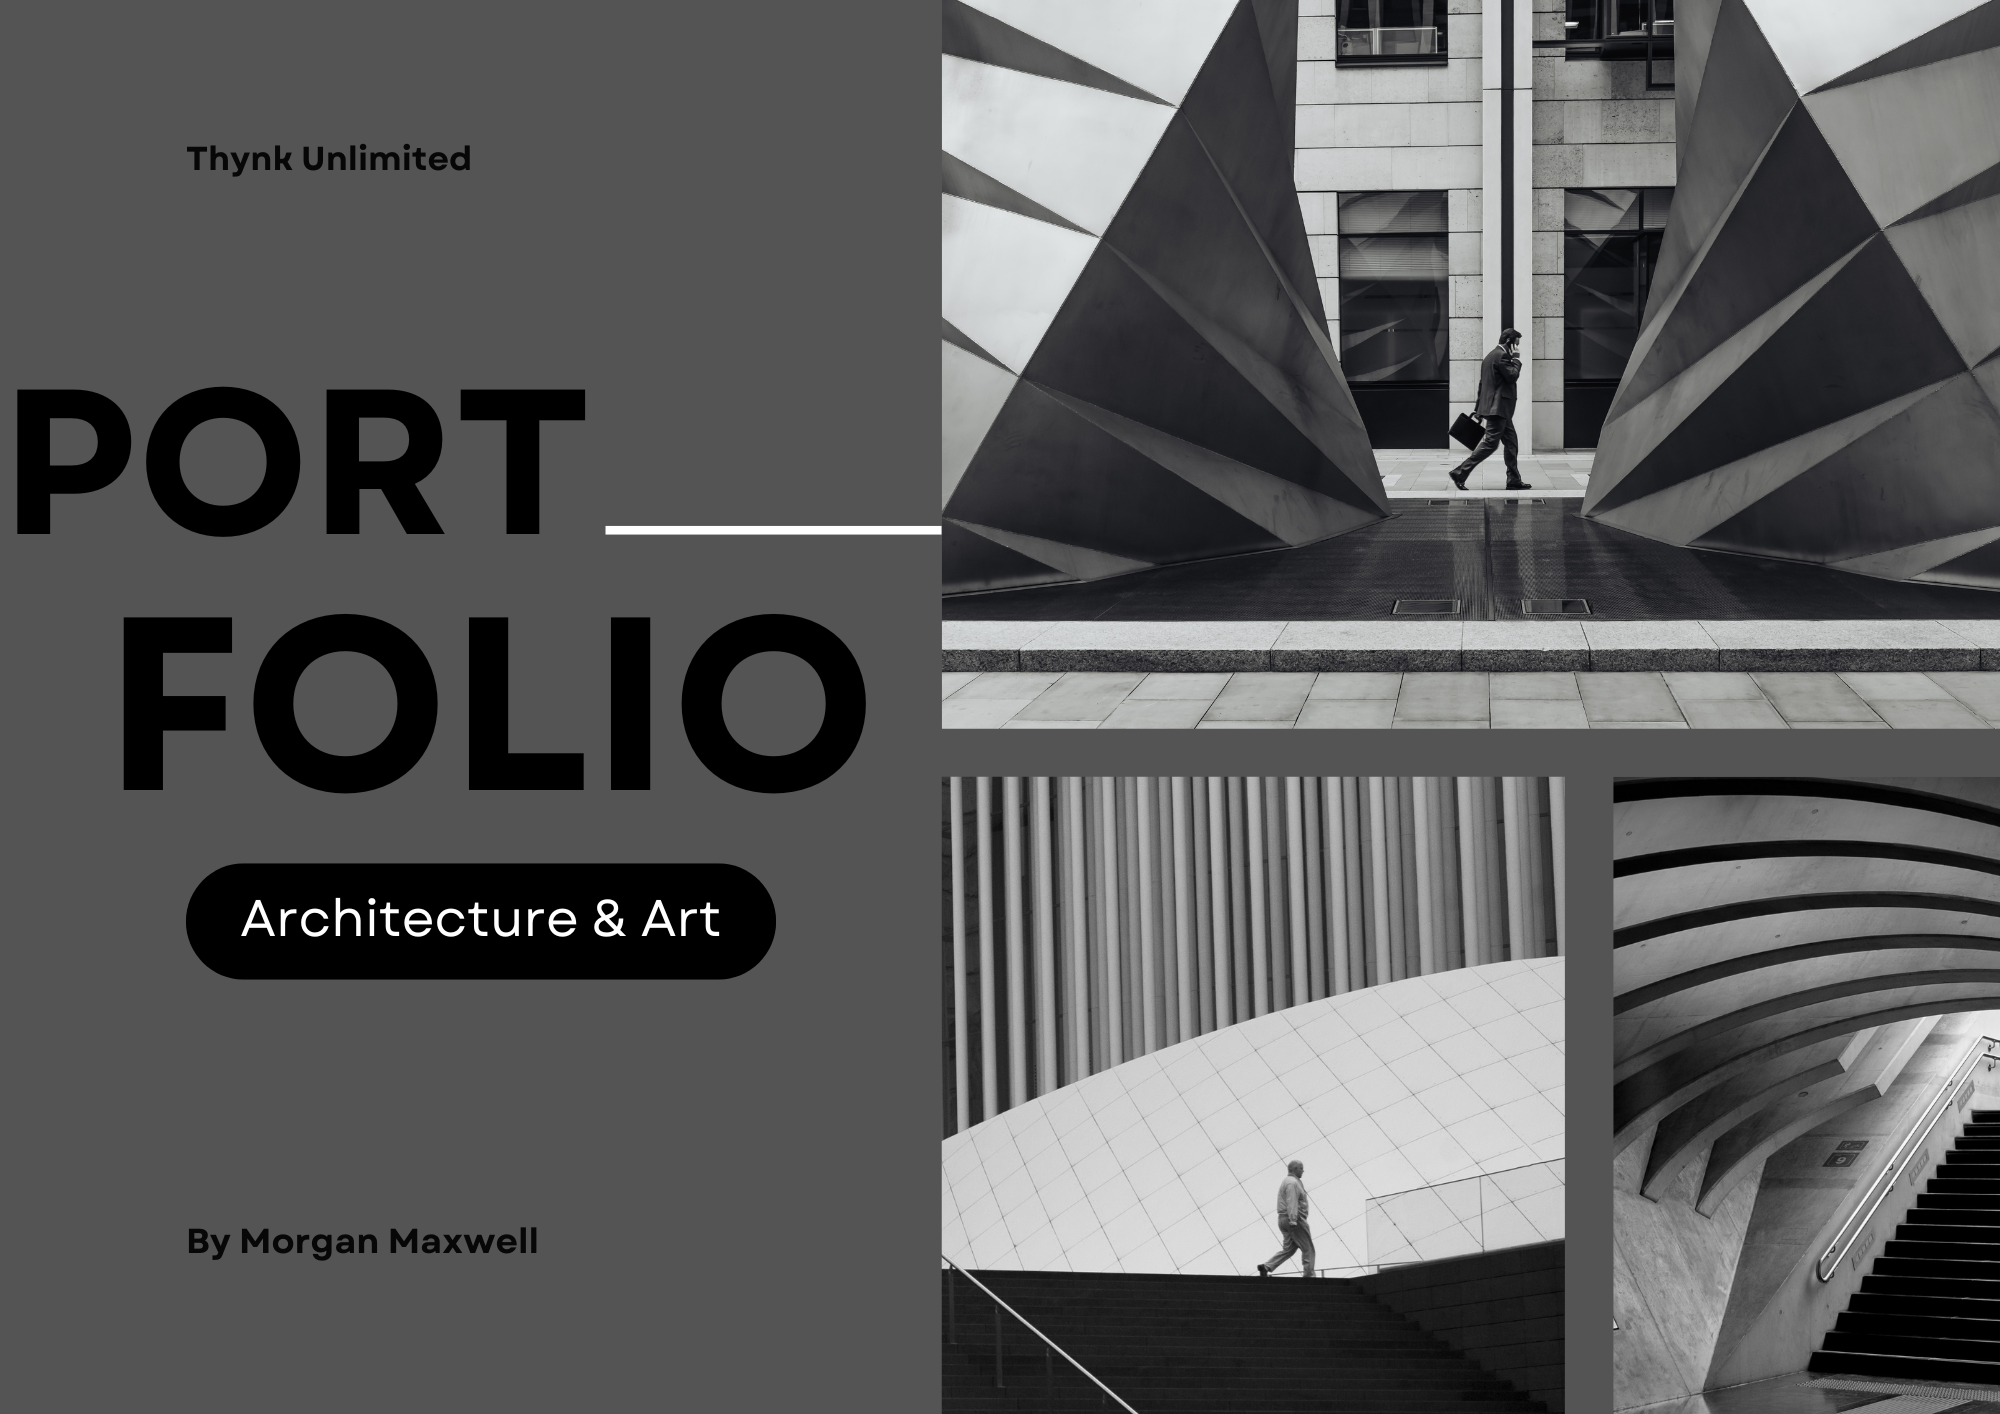 Thynk Unlimited
PORT
FOLIO
Architecture & Art
By Morgan Maxwell